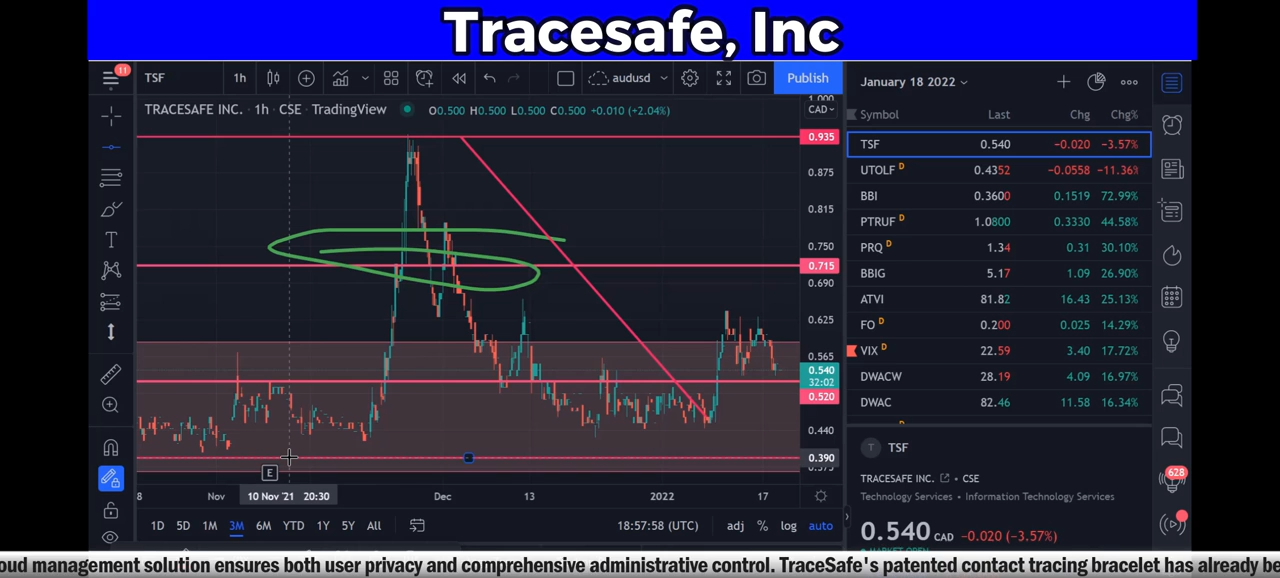 Tracesafe, Inc
11
TSF 1h audusd Publish
TRACESAFE INC. · 1h · CSE · TradingView O0.500 H0.500 L0.500 C0.500 +0.010 (+2.04%)
1.000
CAD
0.935
0.875
0.815
0.750
0.715
0.690
0.625
0.565
0.540
32:02
0.520
0.440
0.390
0.375
E
8 Nov 10 Nov '21 20:30 Dec 13 2022 17
1D 5D 1M 3M 6M YTD 1Y 5Y All 18:57:58 (UTC) adj % log auto
January 18 2022
Symbol Last Chg Chg%
TSF 0.540 −0.020 −3.57%
UTOLF D 0.4352 −0.0558 −11.36%
BBI 0.3600 0.1519 72.99%
PTRUF D 1.0800 0.3330 44.58%
PRQ D 1.34 0.31 30.10%
BBIG 5.17 1.09 26.90%
ATVI 81.82 16.43 25.13%
FO D 0.200 0.025 14.29%
VIX D 22.59 3.40 17.72%
DWACW 28.19 4.09 16.97%
DWAC 82.46 11.58 16.34%
T TSF
TRACESAFE INC. • CSE
Technology Services • Information Technology Services
0.540 CAD −0.020 (−3.57%)
MARKET OPEN
628
oud management solution ensures both user privacy and comprehensive administrative control. TraceSafe's patented contact tracing bracelet has already be